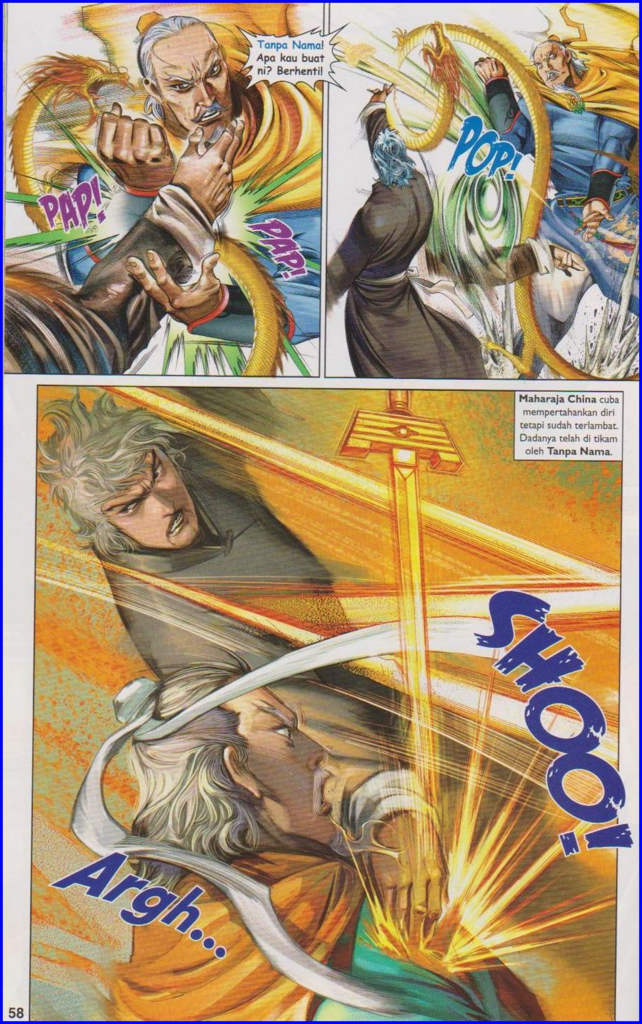 Tanpa Nama!
Apa kau buat
ni? Berhenti!
PAP!
PAP!
POP!
Maharaja China cuba
mempertahankan diri
tetapi sudah terlambat.
Dadanya telah di tikam
oleh Tanpa Nama.
SHOO!
Argh...
58